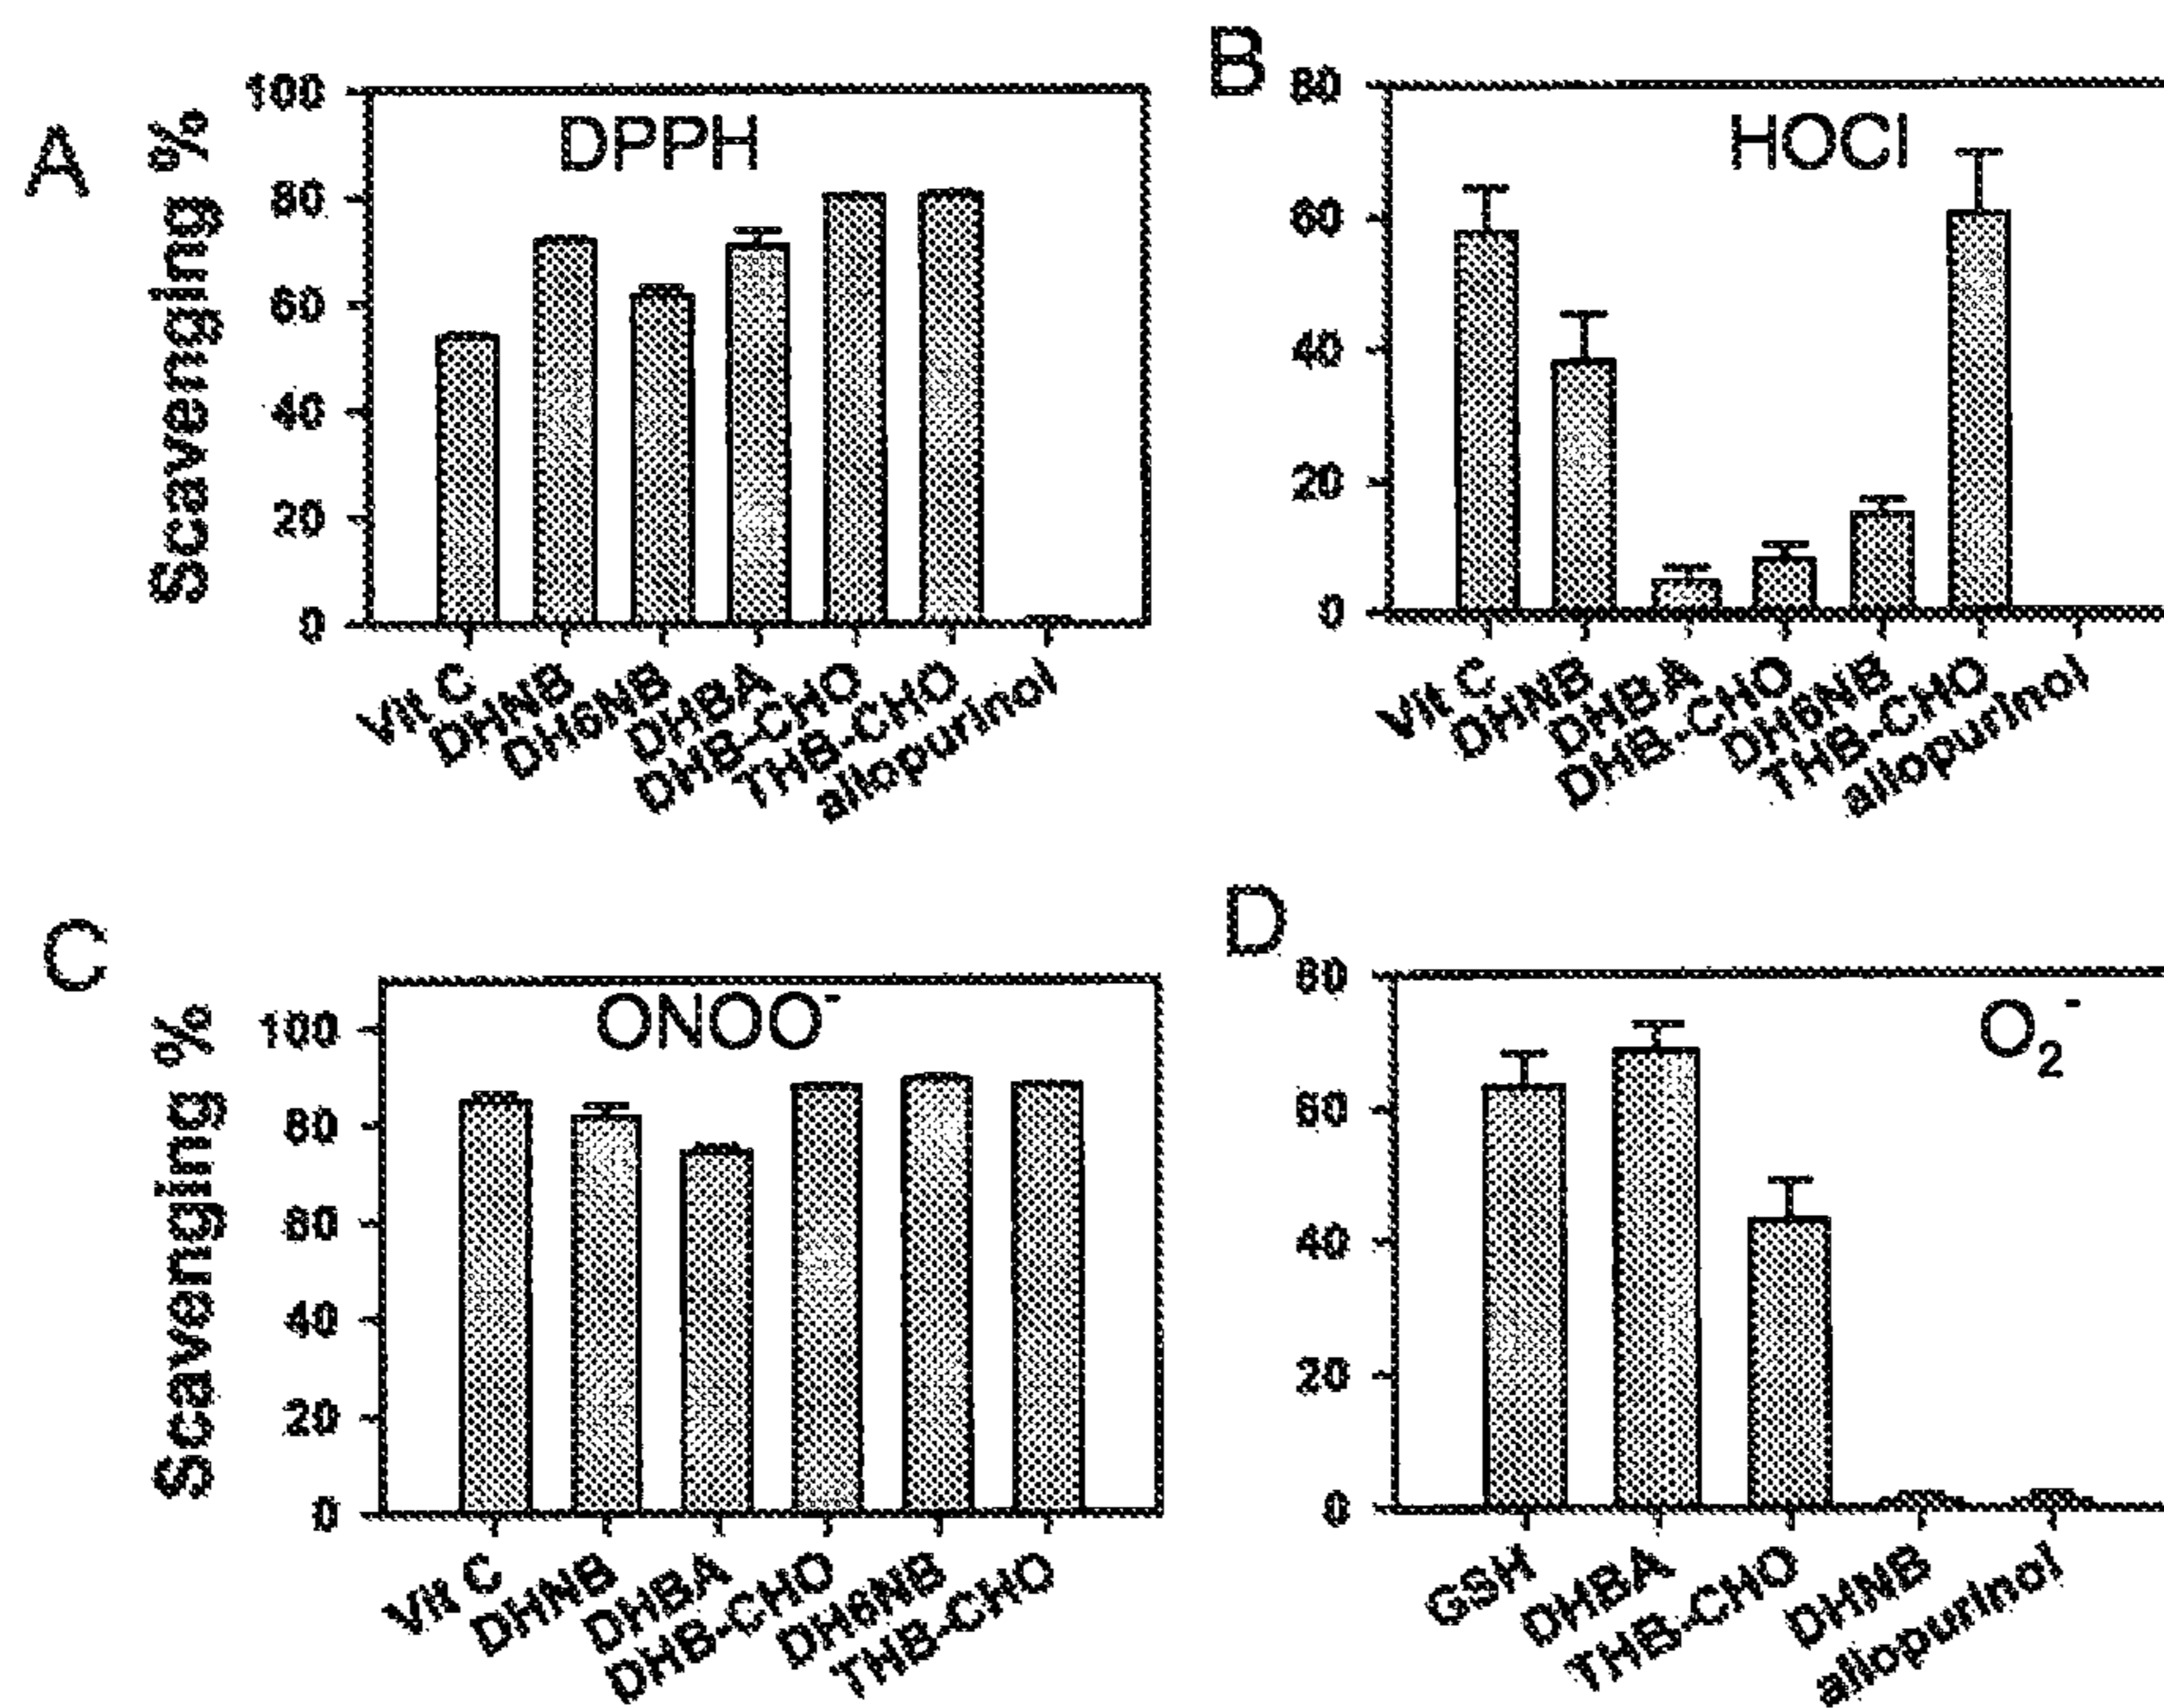 A
Scavenging %
DPPH
100
80
60
40
20
0
Vit C
DHNB
DH6NB
DHBA
DHB-CHO
THB-CHO
allopurinol
B
HOCl
80
60
40
20
0
Vit C
DHNB
DHBA
DHB-CHO
DH6NB
THB-CHO
allopurinol
C
Scavenging %
ONOO⁻
100
80
60
40
20
0
Vit C
DHNB
DHBA
DHB-CHO
DH6NB
THB-CHO
D
O₂⁻
80
60
40
20
0
GSH
DHBA
THB-CHO
DHNB
allopurinol